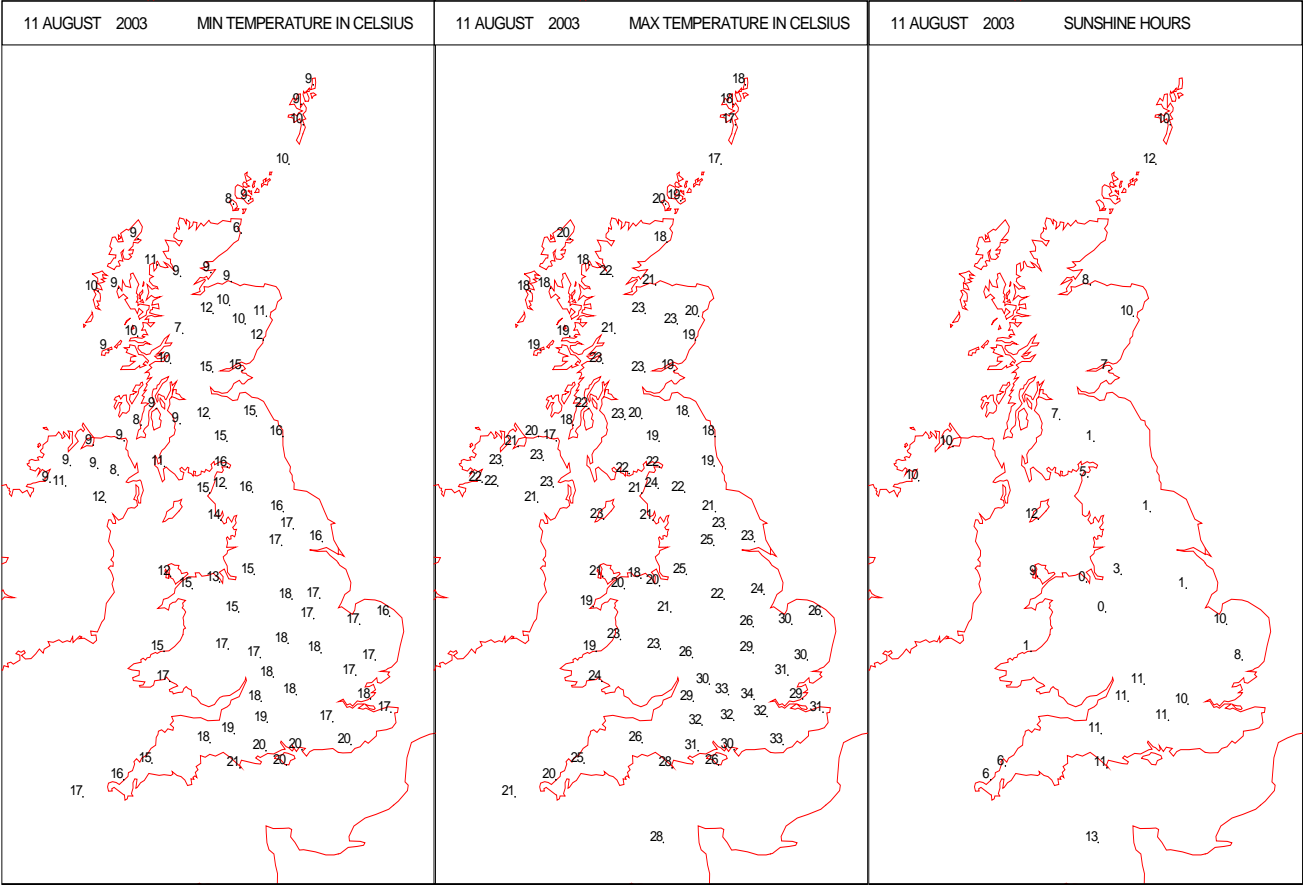 11 AUGUST 2003 MIN TEMPERATURE IN CELSIUS
11 AUGUST 2003 MAX TEMPERATURE IN CELSIUS
11 AUGUST 2003 SUNSHINE HOURS
9
9
10
10
8 9
6
9
11
9 9 9
10 9
10
12 11
10
7 10 12
9
10 15 15
9 12 15
8 9
9 9 15 16
9 9 8 11 16
9 11 12 15 12 16
14 16
17
17 16
12 15 13 15
18 17
15 17 17 16
15 17 17 18 18 17
17 18 18 17 18
18 17
19 17
18 19 20 20 20
15 21 20
16
17
18
18
17
17
20 19
18
20
18
22 21
18 18
23 20
23
19 21 19
19
23 23 19
22 23 20 18
18
21 20 17 19 18
23 23 22 22 18
22 22 23 21 24 22
21 21
23 21 23
25 23
21 18 25
20 20
19 22 24
21 26 30 26
23
19 23 26 29 30
24 30 33 31
29 34 29
32 32 32 31
26 31 30 33
25 28 26
20
21
28
10
12
8
10
7
7
1
10
10 5
1
12
9 0 3
1
0
10
1 8
11
11 10
11
11
6 11
6
13